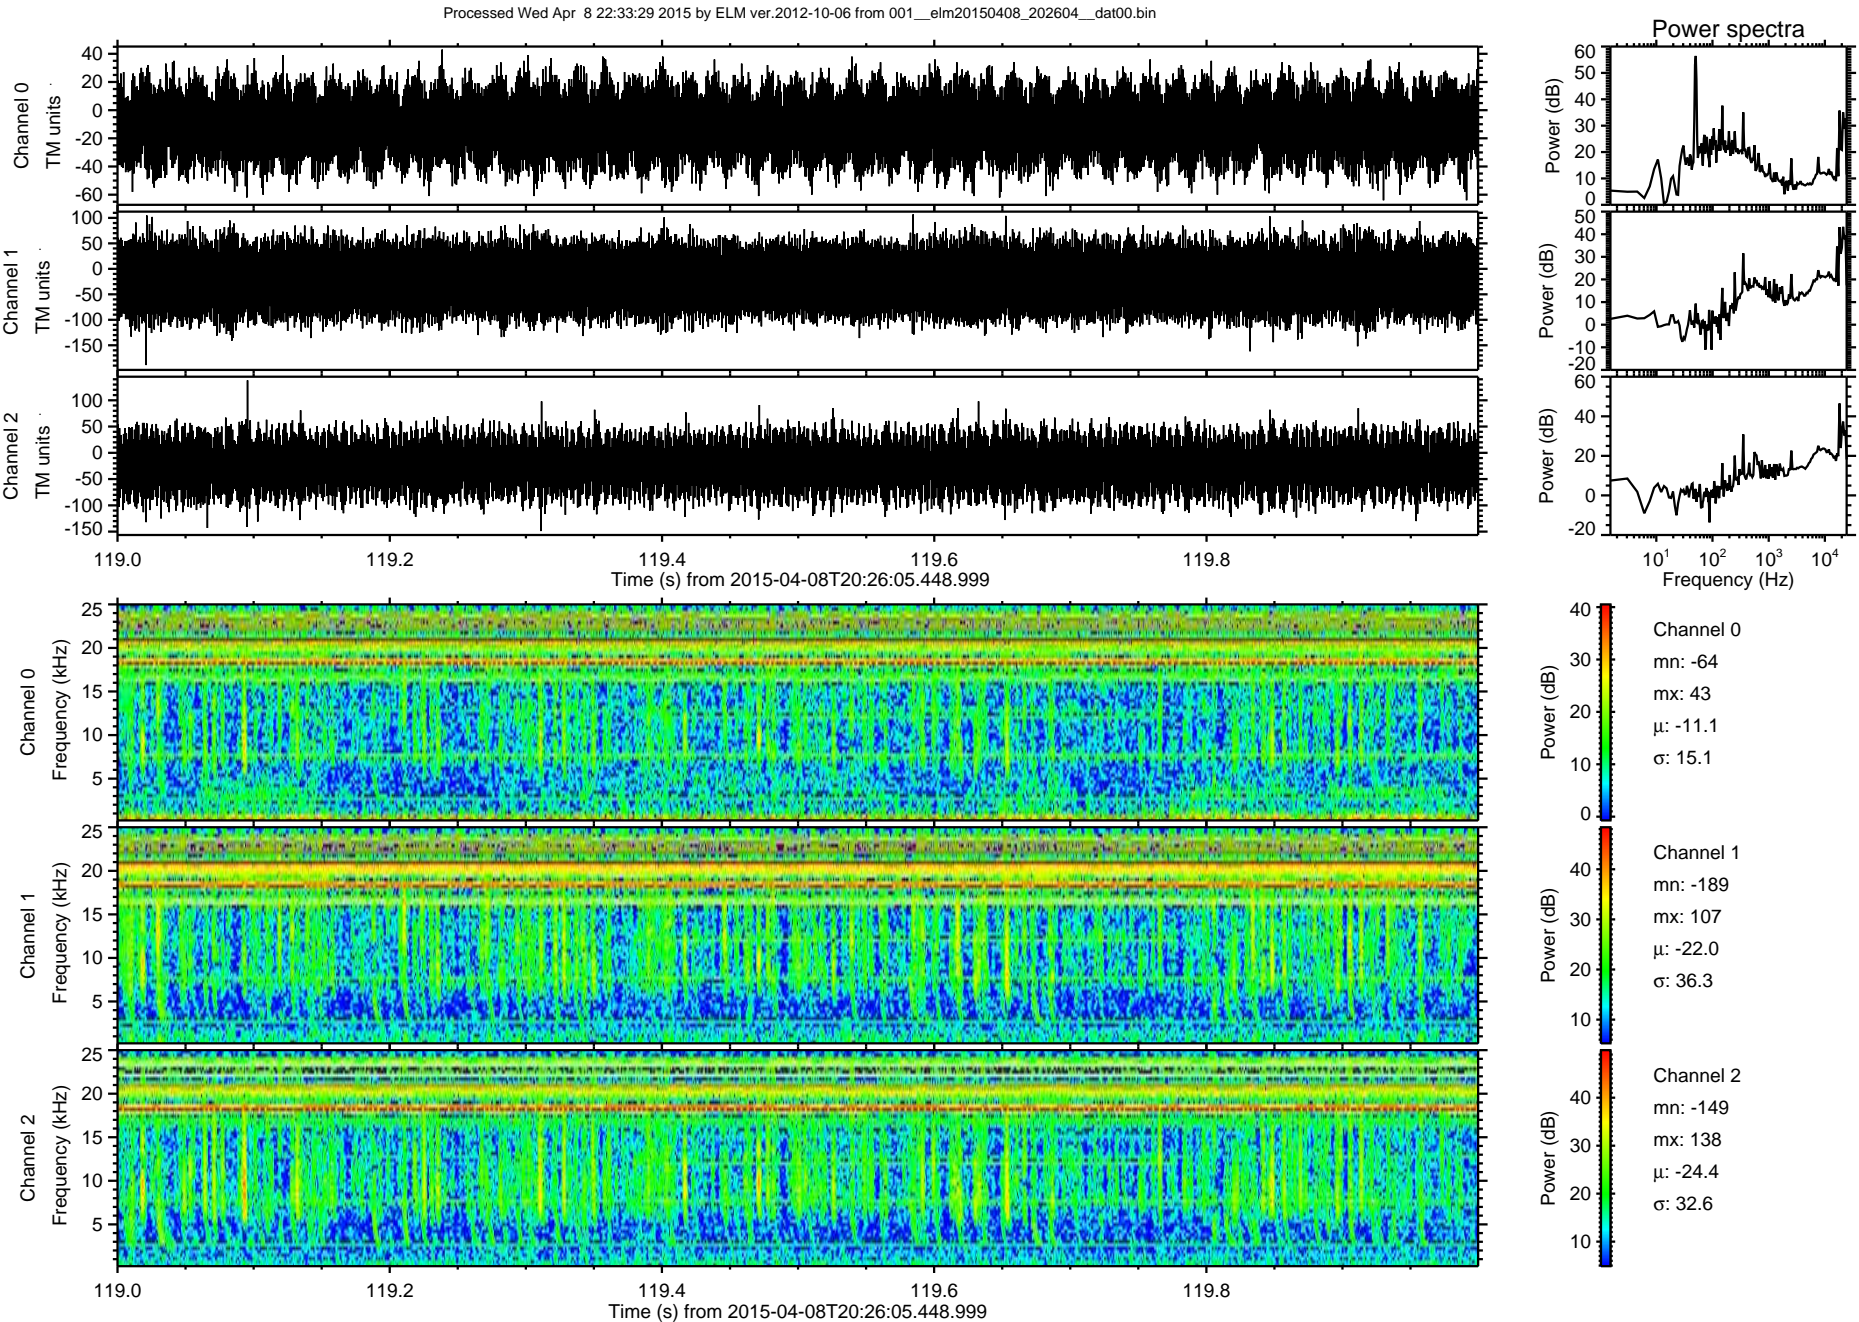 Processed Wed Apr  8 22:33:29 2015 by ELM ver.2012-10-06 from 001__elm20150408_202604__dat00.bin
Power spectra
Channel 0
TM units
40
20
0
-20
-40
-60
Power (dB)
60
50
40
30
20
10
0
Channel 1
TM units
100
50
0
-50
-100
-150
Power (dB)
50
40
30
20
10
0
-10
-20
Channel 2
TM units
100
50
0
-50
-100
-150
Power (dB)
60
40
20
0
-20
119.0 119.2 119.4 119.6 119.8
Time (s) from 2015-04-08T20:26:05.448.999
10^1 10^2 10^3 10^4
Frequency (Hz)
Channel 0
Frequency (kHz)
25
20
15
10
5
Power (dB)
40
30
20
10
0
Channel 0
mn: -64
mx: 43
μ: -11.1
σ: 15.1
Channel 1
Frequency (kHz)
25
20
15
10
5
Power (dB)
40
30
20
10
Channel 1
mn: -189
mx: 107
μ: -22.0
σ: 36.3
Channel 2
Frequency (kHz)
25
20
15
10
5
Power (dB)
40
30
20
10
Channel 2
mn: -149
mx: 138
μ: -24.4
σ: 32.6
119.0 119.2 119.4 119.6 119.8
Time (s) from 2015-04-08T20:26:05.448.999